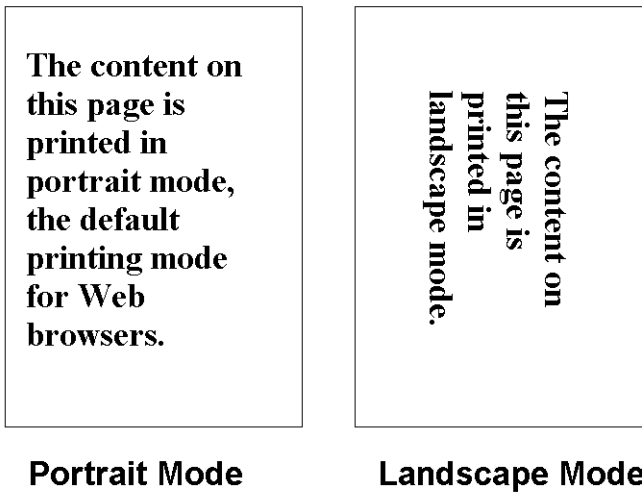 The content on
this page is
printed in
portrait mode,
the default
printing mode
for Web
browsers.
The content on
this page is
printed in
landscape mode.
Portrait Mode
Landscape Mode